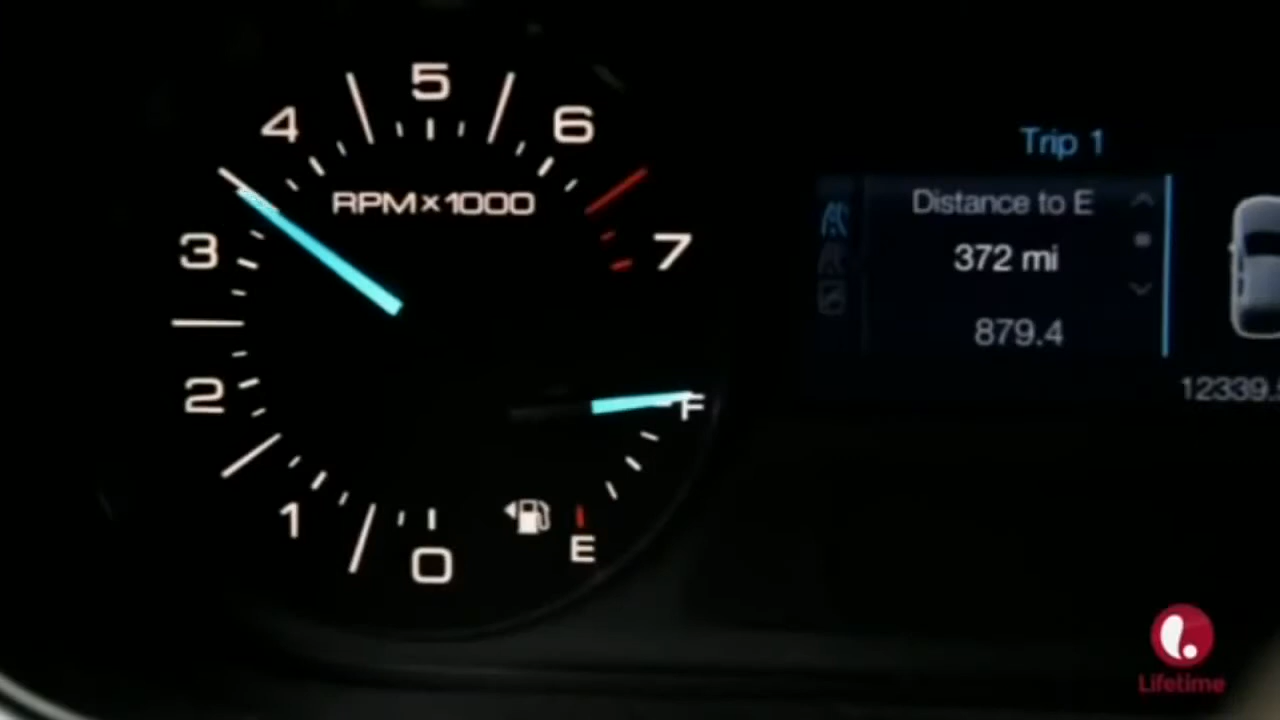 5
4
6
RPM×1000
3
7
2
1
0
F
E
Trip 1
Distance to E
372 mi
879.4
12339.
Lifetime